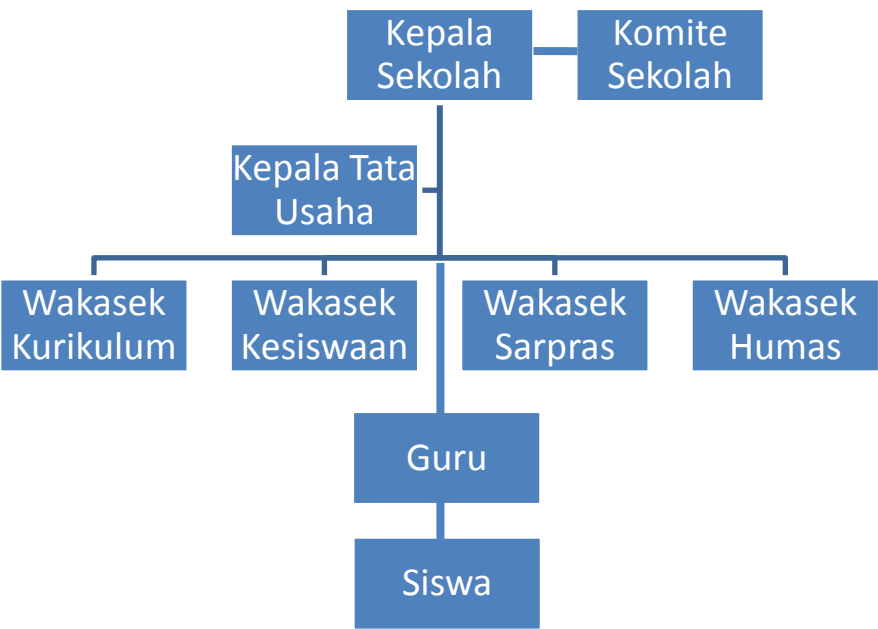 Kepala
Sekolah
Komite
Sekolah
Kepala Tata
Usaha
Wakasek
Kurikulum
Wakasek
Kesiswaan
Wakasek
Sarpras
Wakasek
Humas
Guru
Siswa